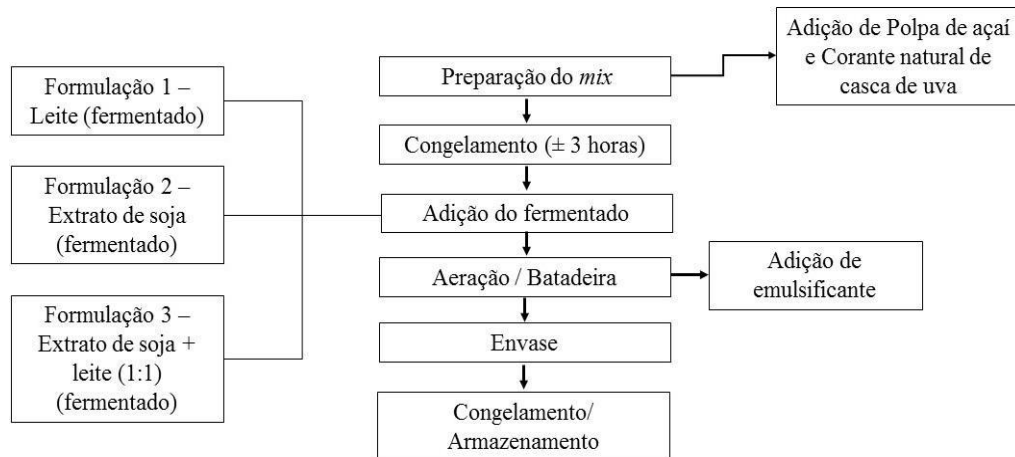 Formulação 1 –
Leite (fermentado)
Formulação 2 –
Extrato de soja
(fermentado)
Formulação 3 –
Extrato de soja +
leite (1:1)
(fermentado)
Preparação do mix
Congelamento (± 3 horas)
Adição do fermentado
Aeração / Batadeira
Envase
Congelamento/
Armazenamento
Adição de Polpa de açaí
e Corante natural de
casca de uva
Adição de
emulsificante